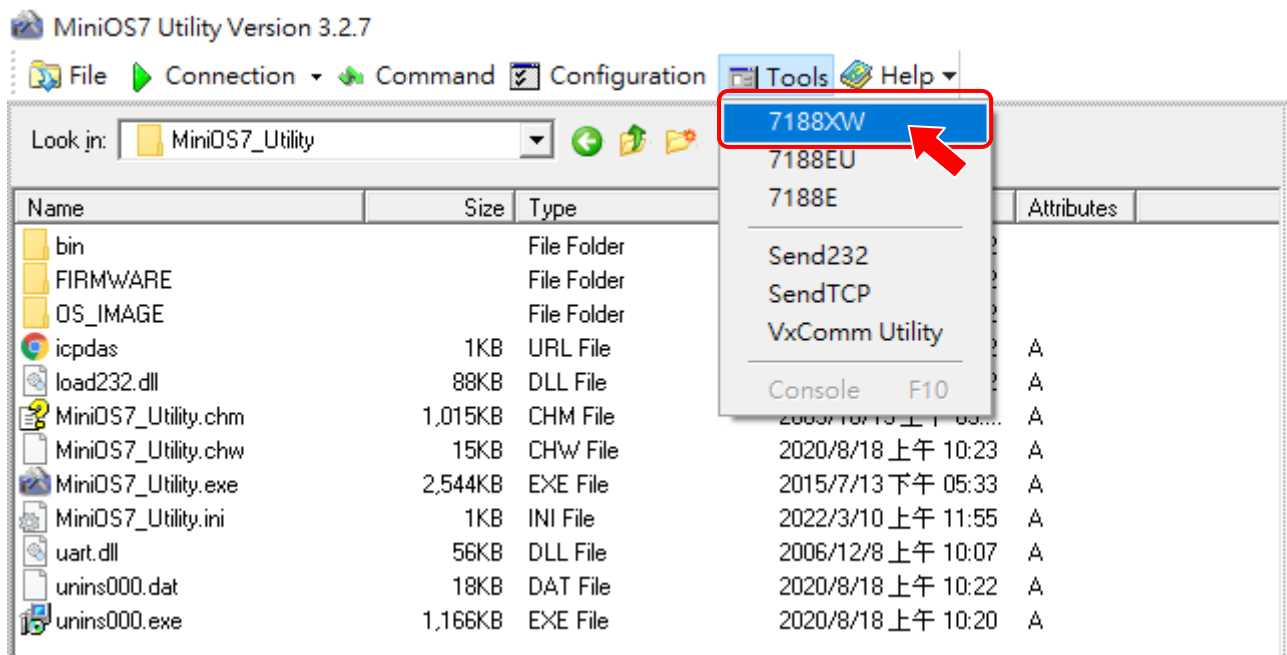 MiniOS7 Utility Version 3.2.7
File Connection Command Configuration Tools Help
Look in: MiniOS7_Utility
7188XW
7188EU
7188E
Send232
SendTCP
VxComm Utility
Console F10
Name Size Type Attributes
bin File Folder
FIRMWARE File Folder
OS_IMAGE File Folder
icpdas 1KB URL File A
load232.dll 88KB DLL File A
MiniOS7_Utility.chm 1,015KB CHM File A
MiniOS7_Utility.chw 15KB CHW File 2020/8/18 上午 10:23 A
MiniOS7_Utility.exe 2,544KB EXE File 2015/7/13 下午 05:33 A
MiniOS7_Utility.ini 1KB INI File 2022/3/10 上午 11:55 A
uart.dll 56KB DLL File 2006/12/8 上午 10:07 A
unins000.dat 18KB DAT File 2020/8/18 上午 10:22 A
unins000.exe 1,166KB EXE File 2020/8/18 上午 10:20 A